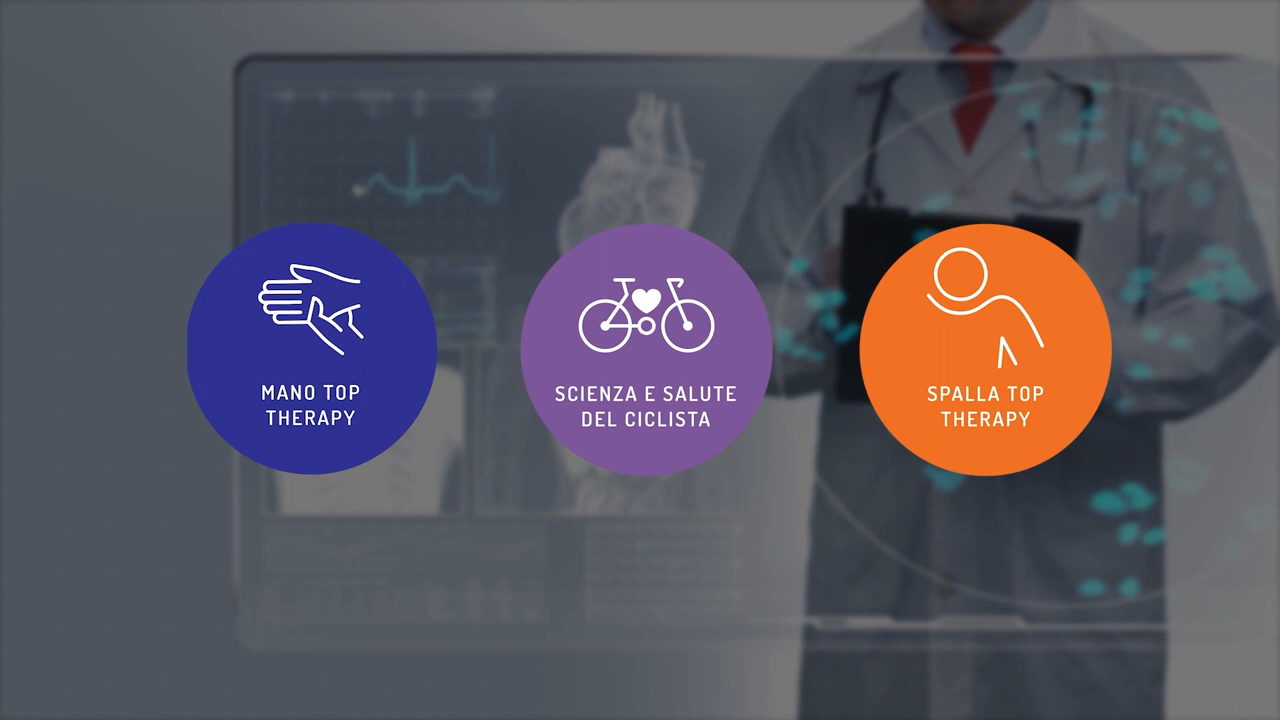 MANO TOP
THERAPY
SCIENZA E SALUTE
DEL CICLISTA
SPALLA TOP
THERAPY